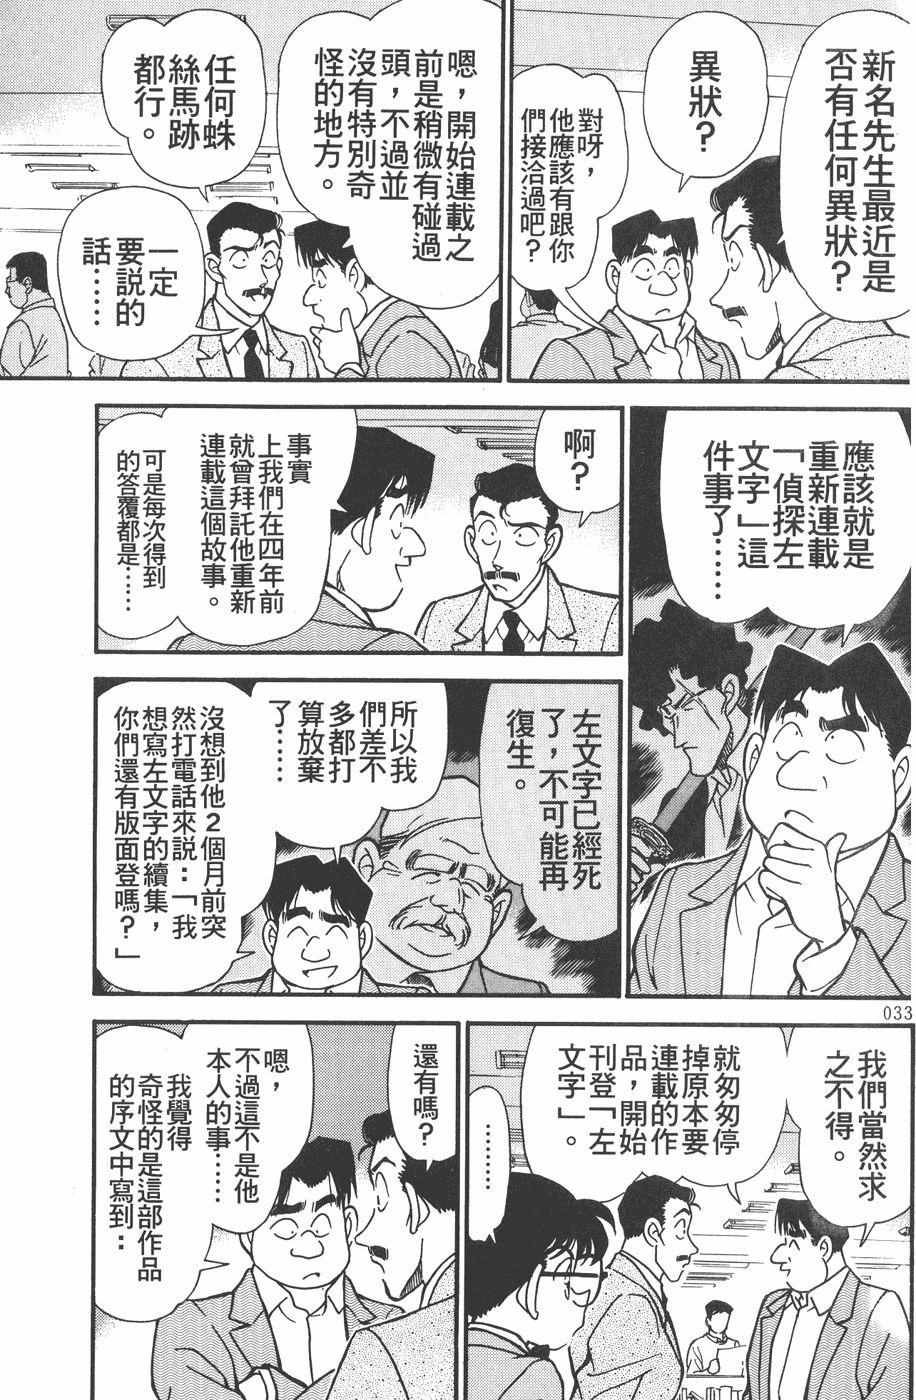 新名先生最近是
否有任何異狀？
異狀？
對呀，
他應該有跟你
們接洽過吧？
嗯，開始連載之
前是稍微有碰過
頭，不過並
沒有特別奇
怪的地方。
任何蛛
絲馬跡
都行。
一定
要説的
話……
應該就是
重新連載
「偵探左
文字」這
件事了……
啊？
事實
上我們在四年前
就曾拜託他重新
連載這個故事。
可是每次得到
的答覆都是……
左文字已經死
了，不可能再
復生。
所以我
們差不
多都打
算放棄
了……
沒想到他2個月前突
然打電話來説：「我
想寫左文字的續集，
你們還有版面登嗎？」
033
我們當然求
之不得。
就匆匆停
掉原本要
連載的作
品，開始
刊登「左
文字」。
……
還有嗎？
嗯，
不過這不是他
本人的事……
我覺得
奇怪的是這部作品
的序文中寫到：